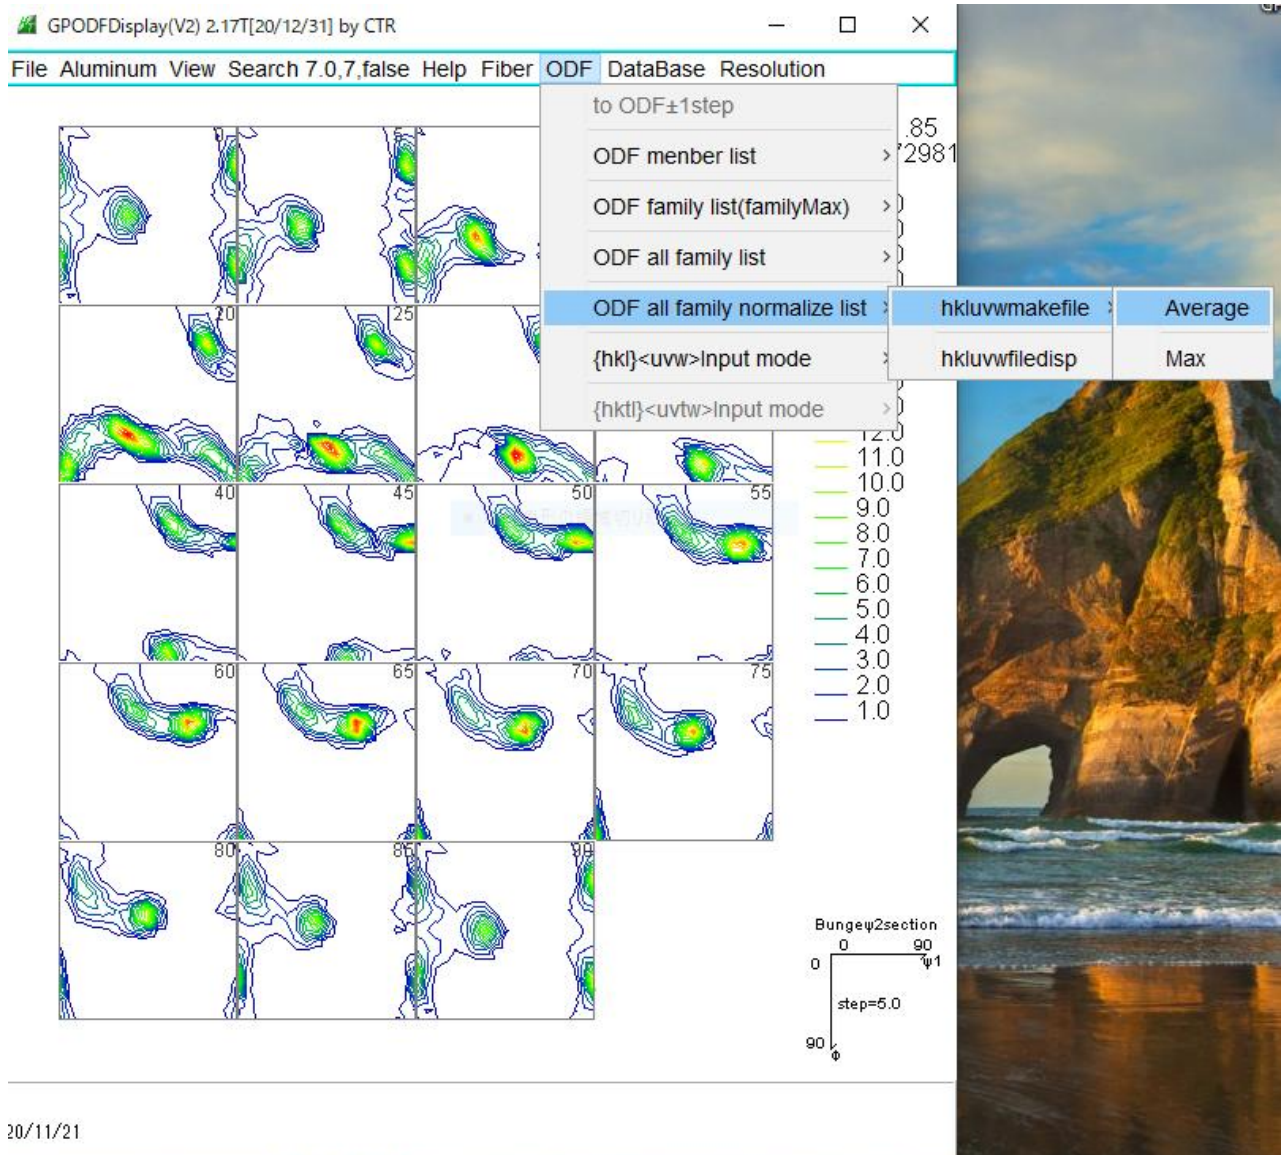 GPODFDisplay(V2) 2.17T[20/12/31] by CTR
File Aluminum View Search 7.0,7,false Help Fiber ODF DataBase Resolution
to ODF±1step
ODF menber list
ODF family list(familyMax)
ODF all family list
ODF all family normalize list
hkluvwmakefile
Average
{hkl}<uvw>Input mode
hkluvwfiledisp
Max
{hktl}<uvtw>Input mode
.85
72981
20
25
12.0
11.0
10.0
9.0
8.0
7.0
6.0
5.0
4.0
3.0
2.0
1.0
40
45
50
55
60
65
70
75
80
85
90
Bungeψ2section
0
90
0
ψ1
step=5.0
90
Φ
20/11/21